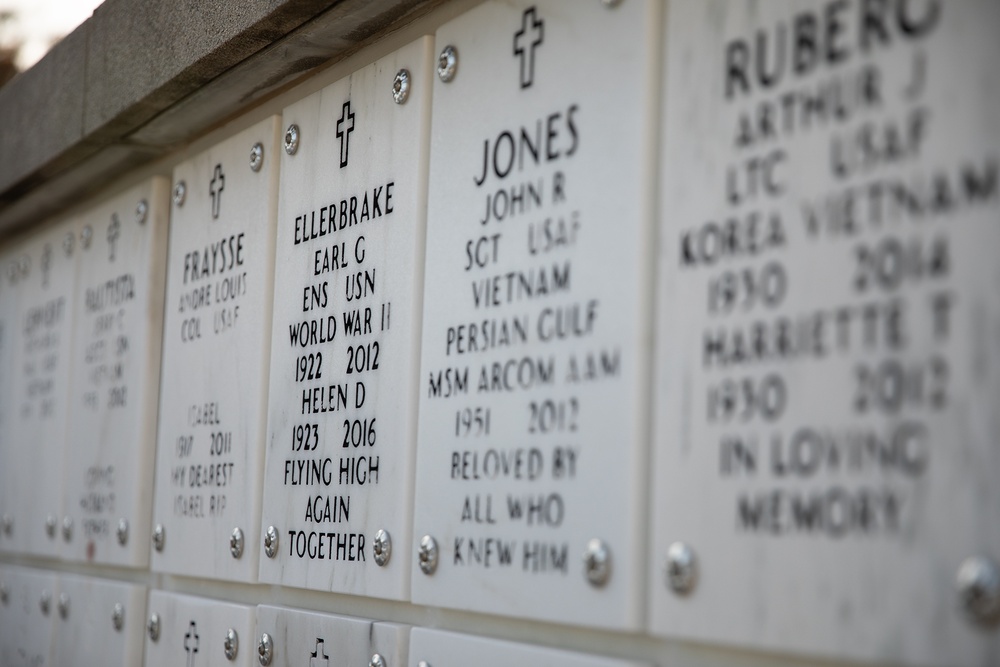 FRAYSSE
ANDRE LOUIS
COL USAF
ISABEL
1917 2011
MY DEAREST
ISABEL RIP
ELLERBRAKE
EARL G
ENS USN
WORLD WAR II
1922 2012
HELEN D
1923 2016
FLYING HIGH
AGAIN
TOGETHER
JONES
JOHN R
SGT USAF
VIETNAM
PERSIAN GULF
MSM ARCOM AAM
1951 2012
BELOVED BY
ALL WHO
KNEW HIM
RUBERG
ARTHUR J
LTC USAF
KOREA VIETNAM
1930 2014
HARRIETTE T
1930 2012
IN LOVING
MEMORY